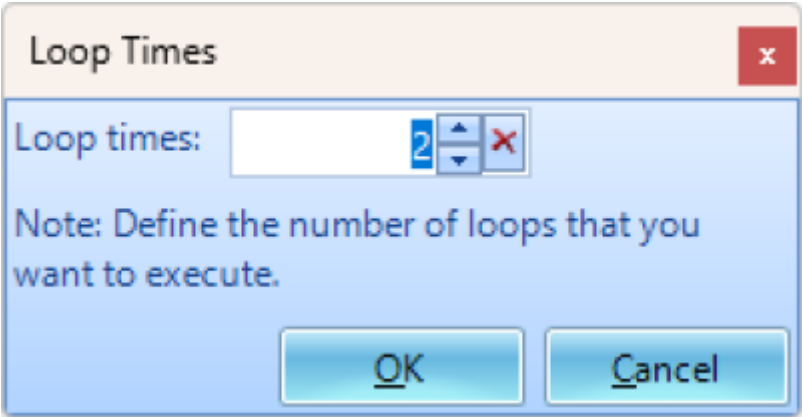 Loop Times
x
Loop times: 2
Note: Define the number of loops that you
want to execute.
OK Cancel